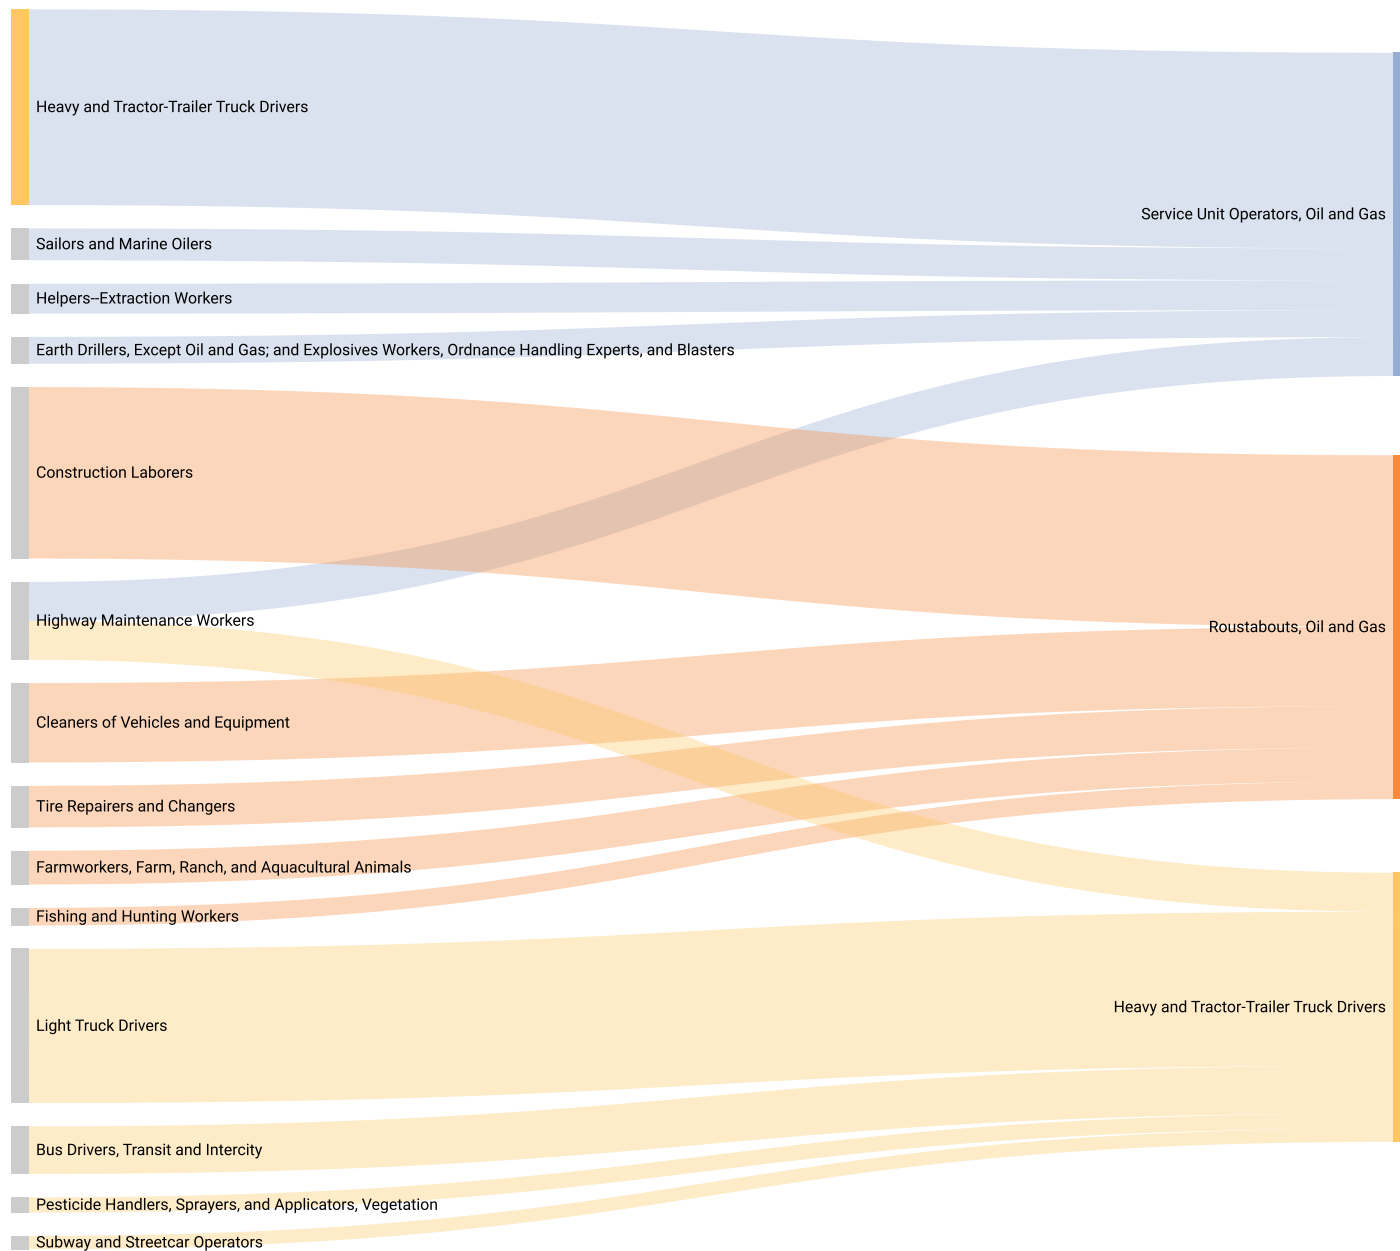 Heavy and Tractor-Trailer Truck Drivers
Service Unit Operators, Oil and Gas
Sailors and Marine Oilers
Helpers--Extraction Workers
Earth Drillers, Except Oil and Gas; and Explosives Workers, Ordnance Handling Experts, and Blasters
Construction Laborers
Highway Maintenance Workers
Roustabouts, Oil and Gas
Cleaners of Vehicles and Equipment
Tire Repairers and Changers
Farmworkers, Farm, Ranch, and Aquacultural Animals
Fishing and Hunting Workers
Heavy and Tractor-Trailer Truck Drivers
Light Truck Drivers
Bus Drivers, Transit and Intercity
Pesticide Handlers, Sprayers, and Applicators, Vegetation
Subway and Streetcar Operators